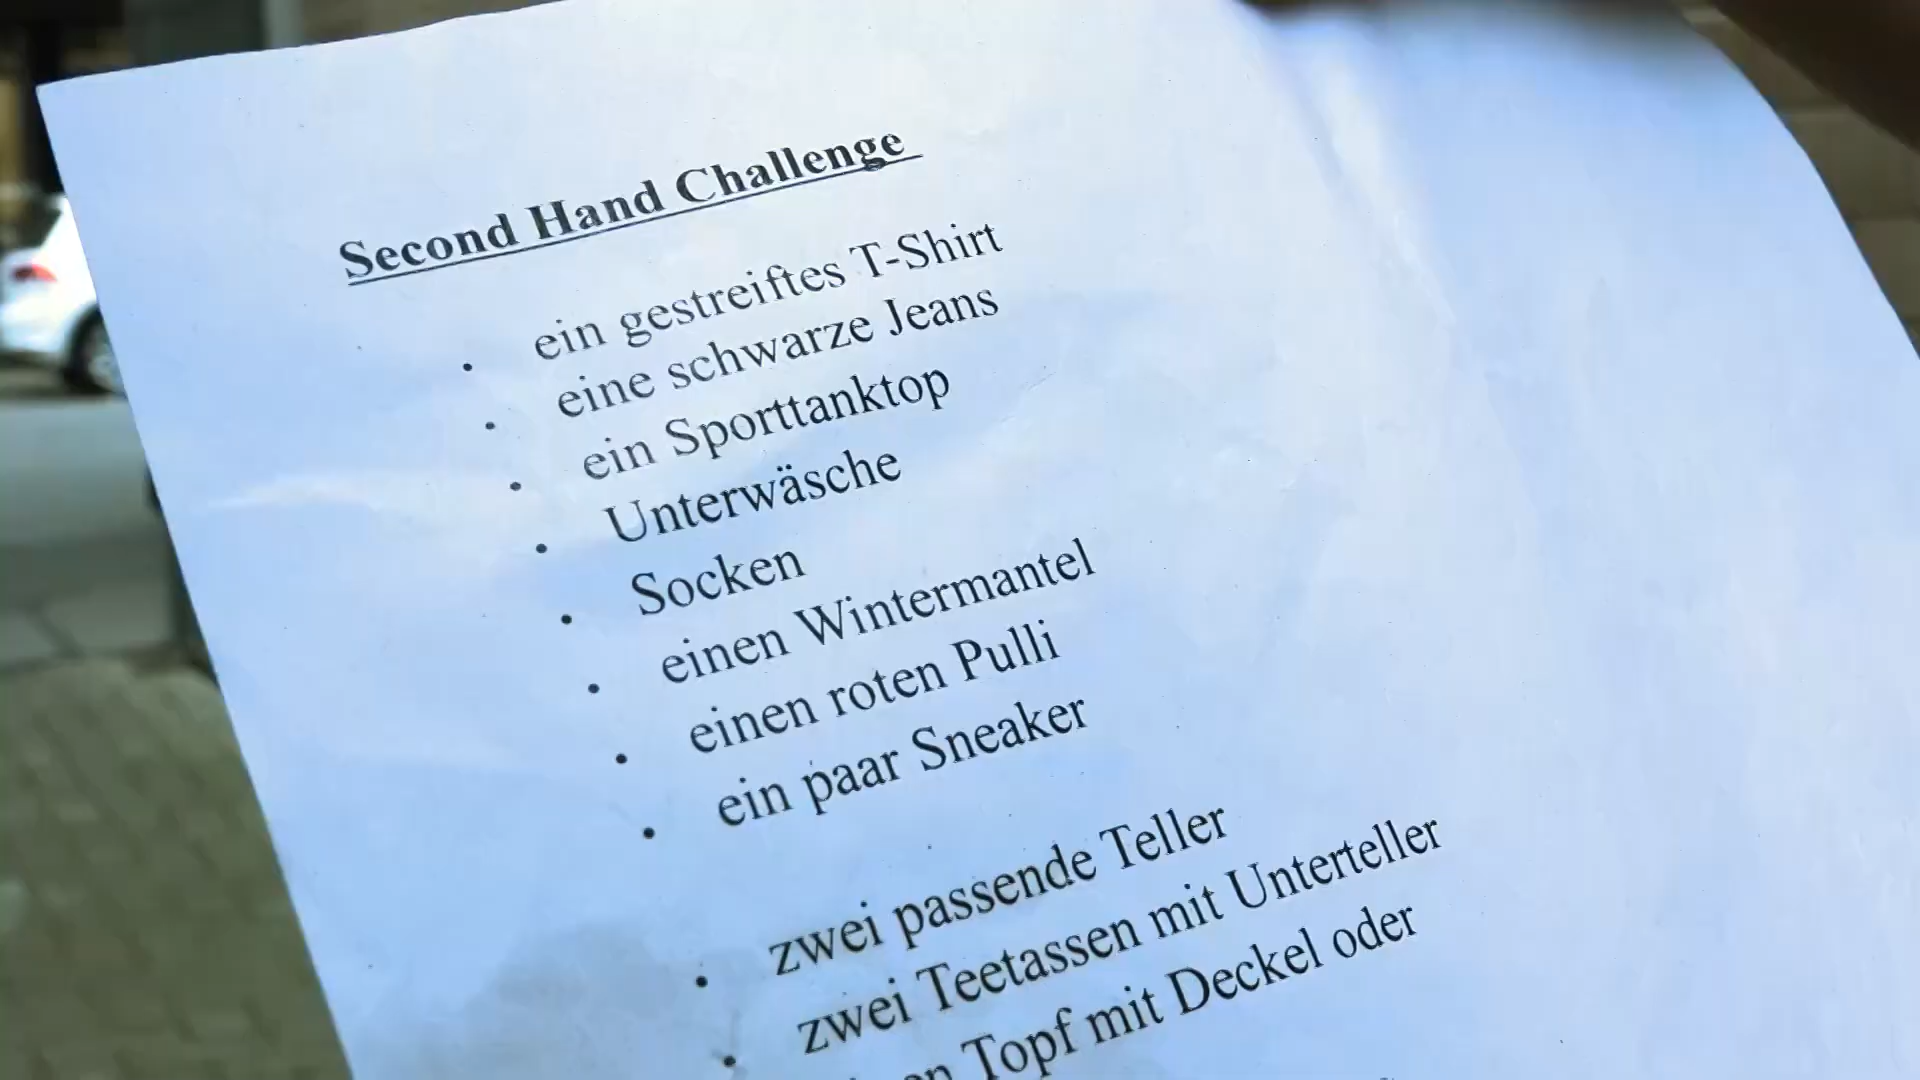 Second Hand Challenge
• ein gestreiftes T-Shirt
• eine schwarze Jeans
• ein Sporttanktop
• Unterwäsche
• Socken
• einen Wintermantel
• einen roten Pulli
• ein paar Sneaker
• zwei passende Teller
• zwei Teetassen mit Unterteller
Topf mit Deckel oder